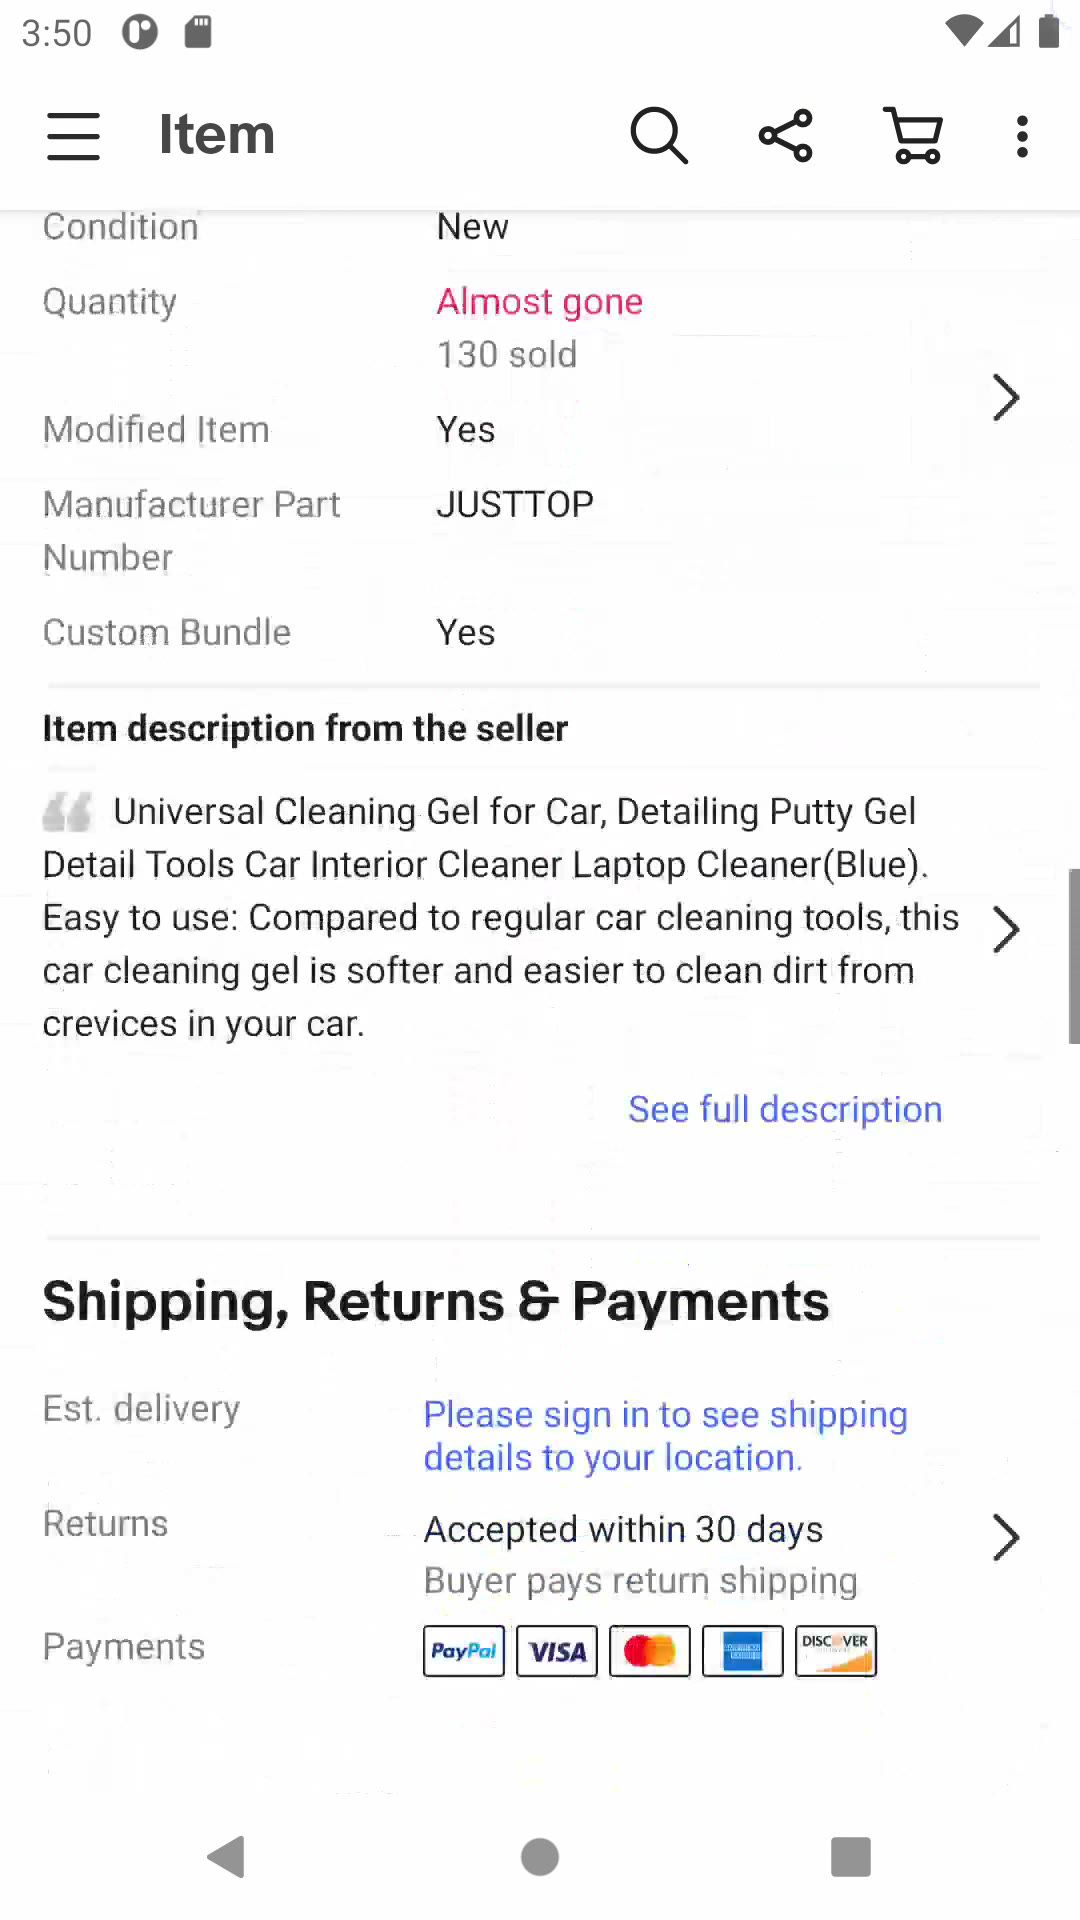 3:50
Item
Condition New
Quantity Almost gone
130 sold
Modified Item Yes
Manufacturer Part JUSTTOP
Number
Custom Bundle Yes
Item description from the seller
Universal Cleaning Gel for Car, Detailing Putty Gel
Detail Tools Car Interior Cleaner Laptop Cleaner(Blue).
Easy to use: Compared to regular car cleaning tools, this
car cleaning gel is softer and easier to clean dirt from
crevices in your car.
See full description
Shipping, Returns & Payments
Est. delivery Please sign in to see shipping
details to your location.
Returns Accepted within 30 days
Buyer pays return shipping
Payments PayPal VISA DISCOVER